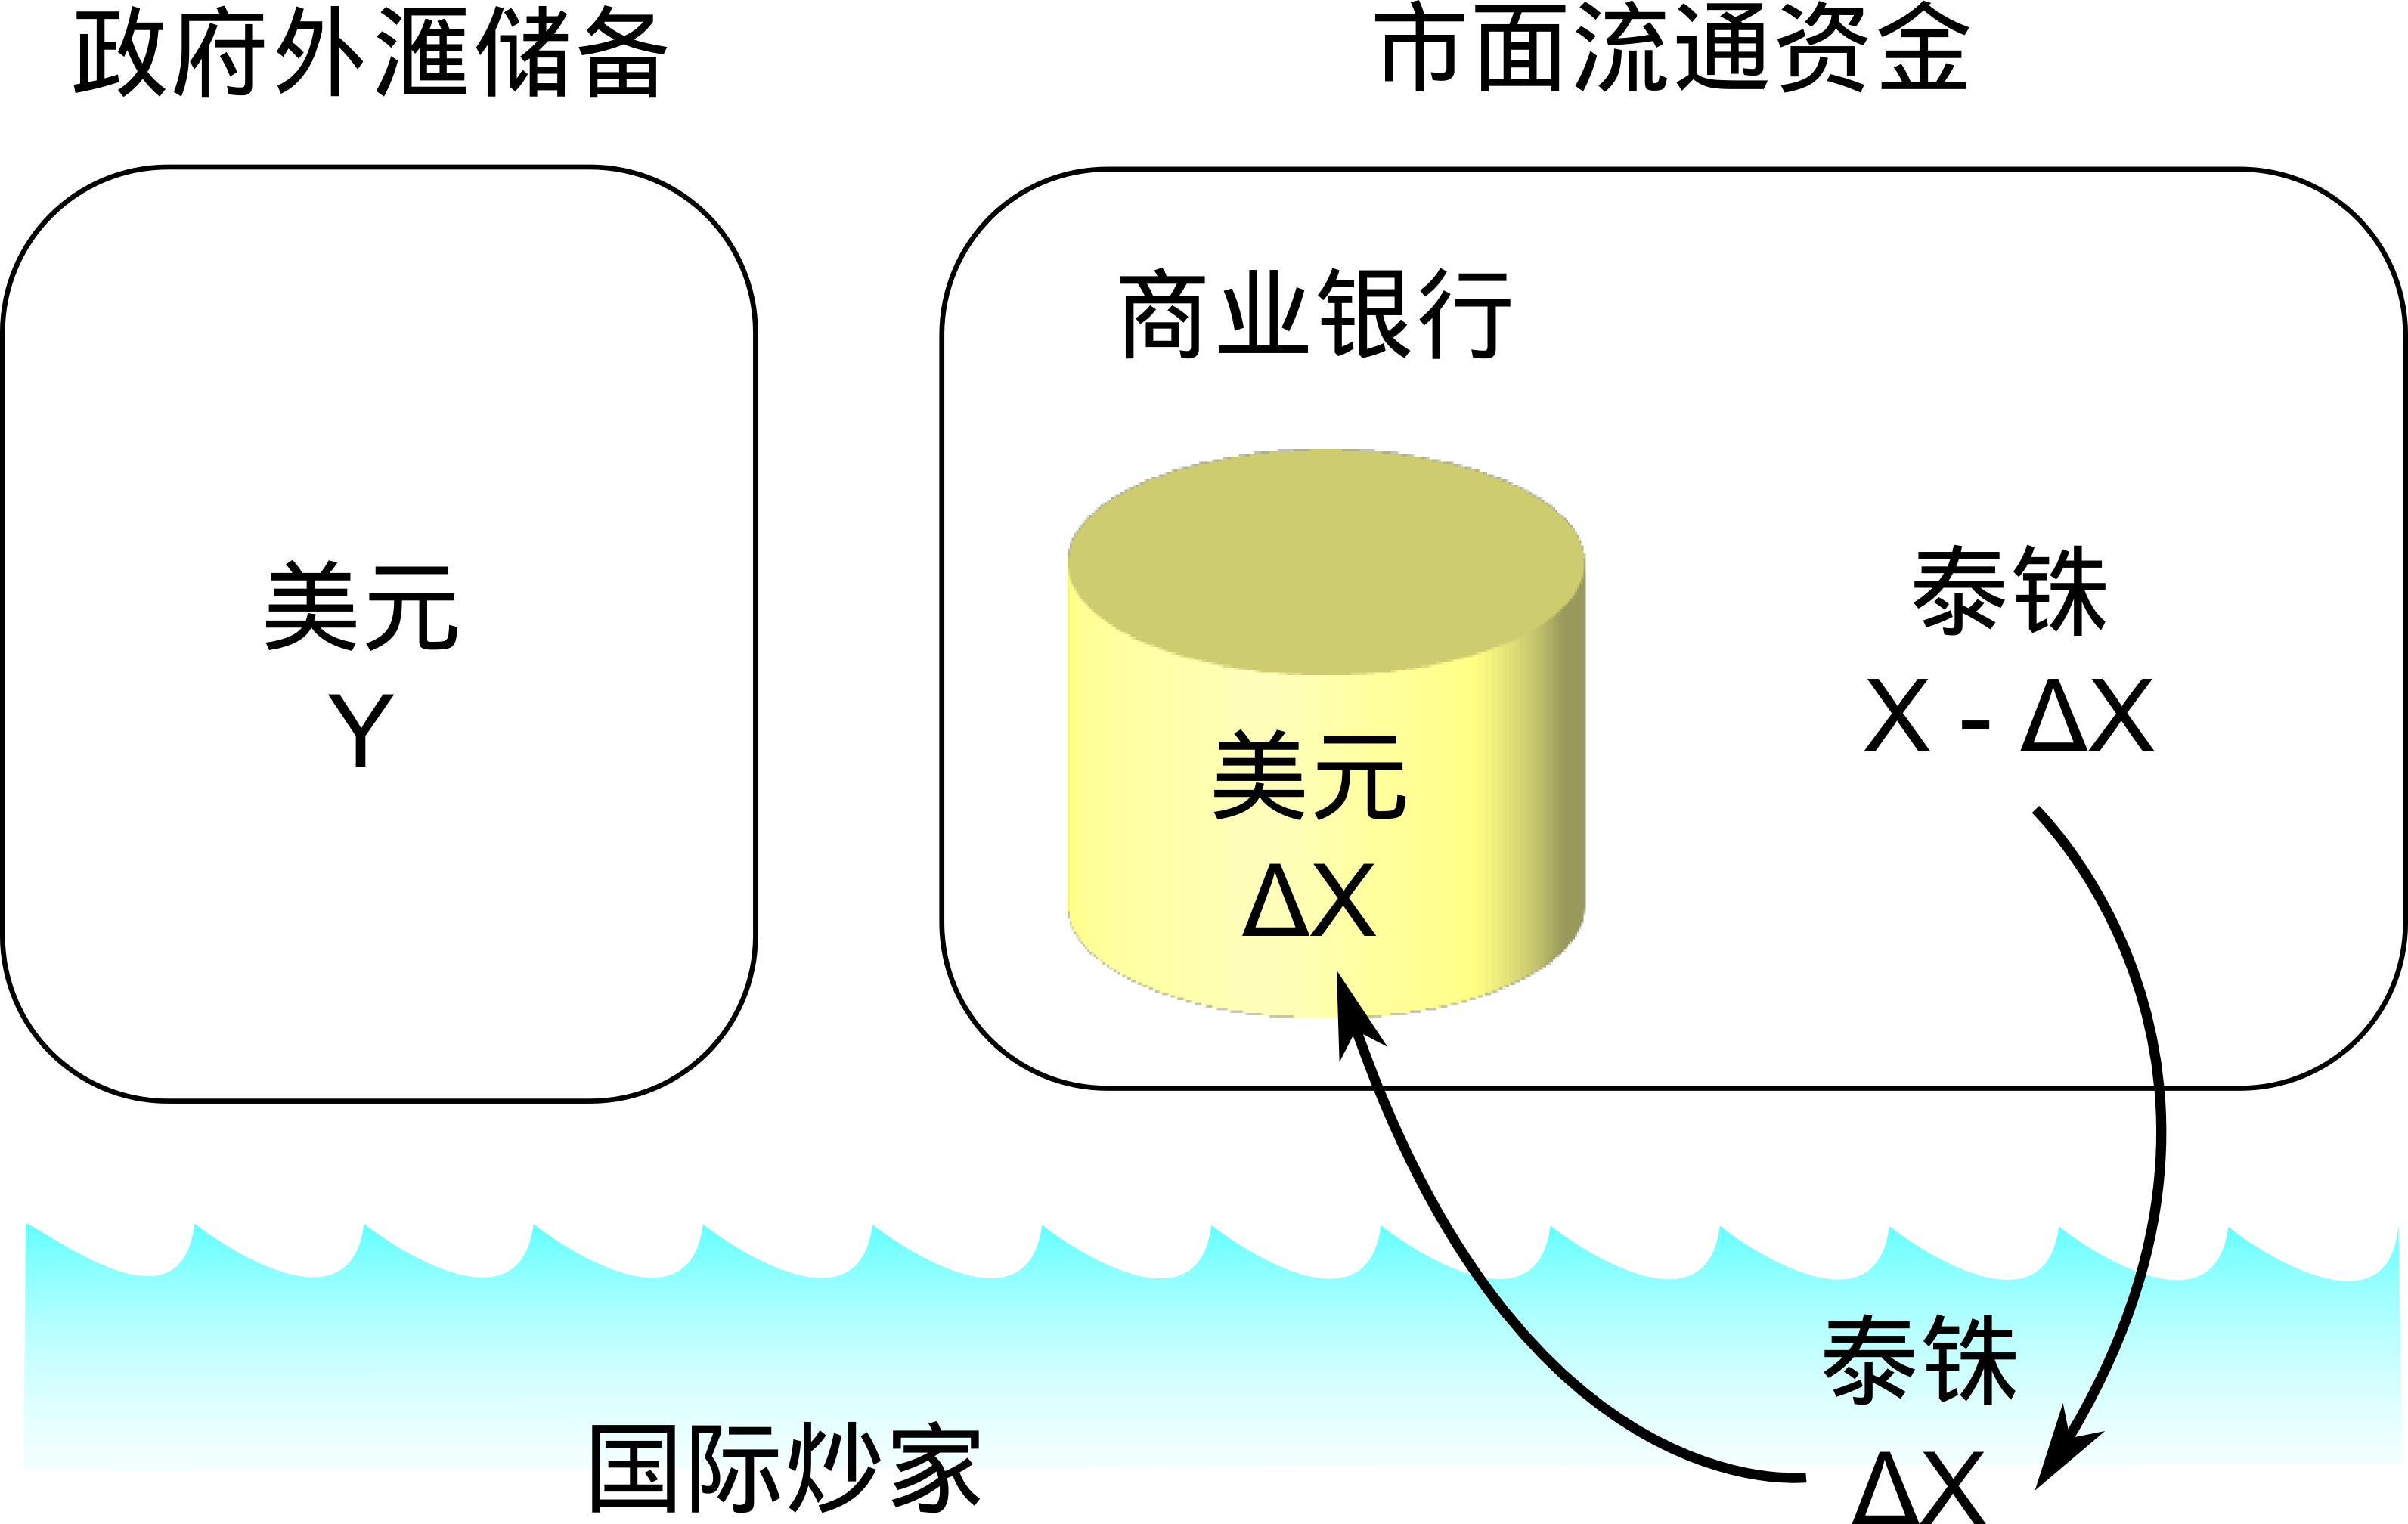 政府外匯储备
市面流通资金
商业银行
美元
Y
美元
ΔX
泰铢
X - ΔX
泰铢
ΔX
国际炒家